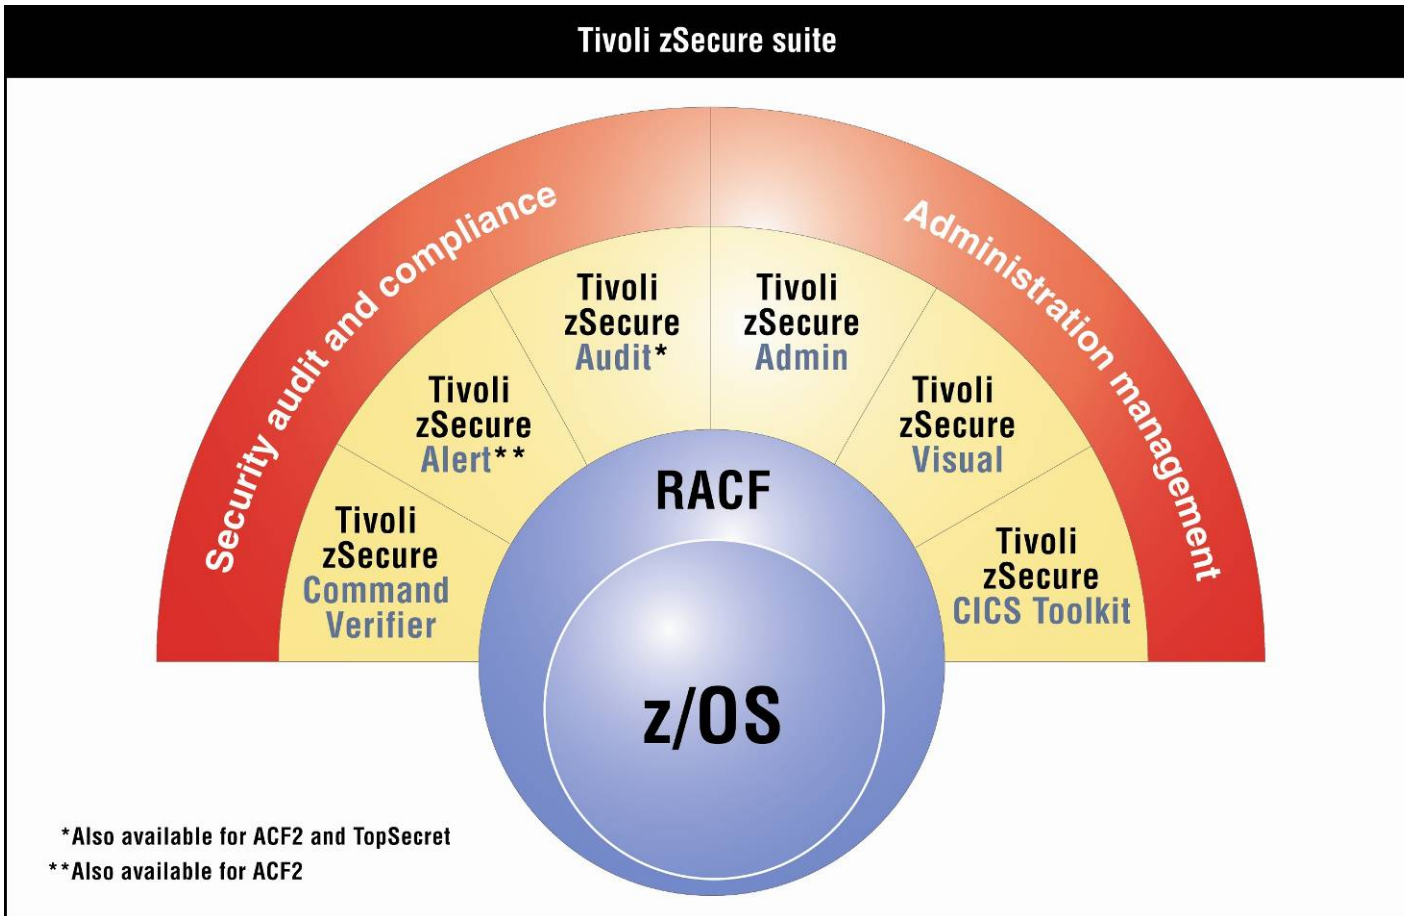 Tivoli zSecure suite
Security audit and compliance
Administration management
Tivoli
zSecure
Command
Verifier
Tivoli
zSecure
Alert**
Tivoli
zSecure
Audit*
Tivoli
zSecure
Admin
Tivoli
zSecure
Visual
Tivoli
zSecure
CICS Toolkit
RACF
z/OS
*Also available for ACF2 and TopSecret
**Also available for ACF2